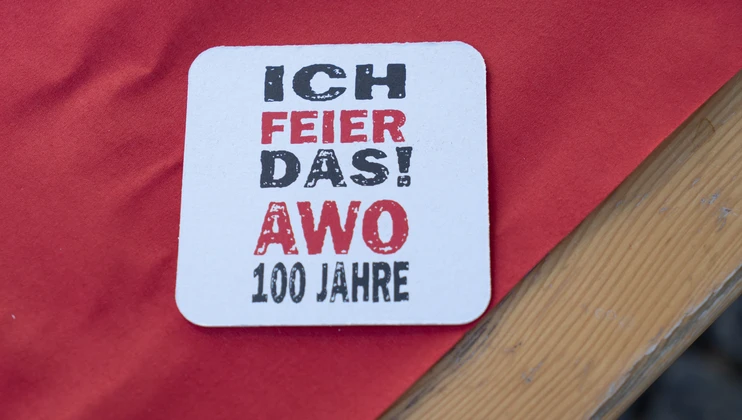 ICH
FEIER
DAS!
AWO
100 JAHRE